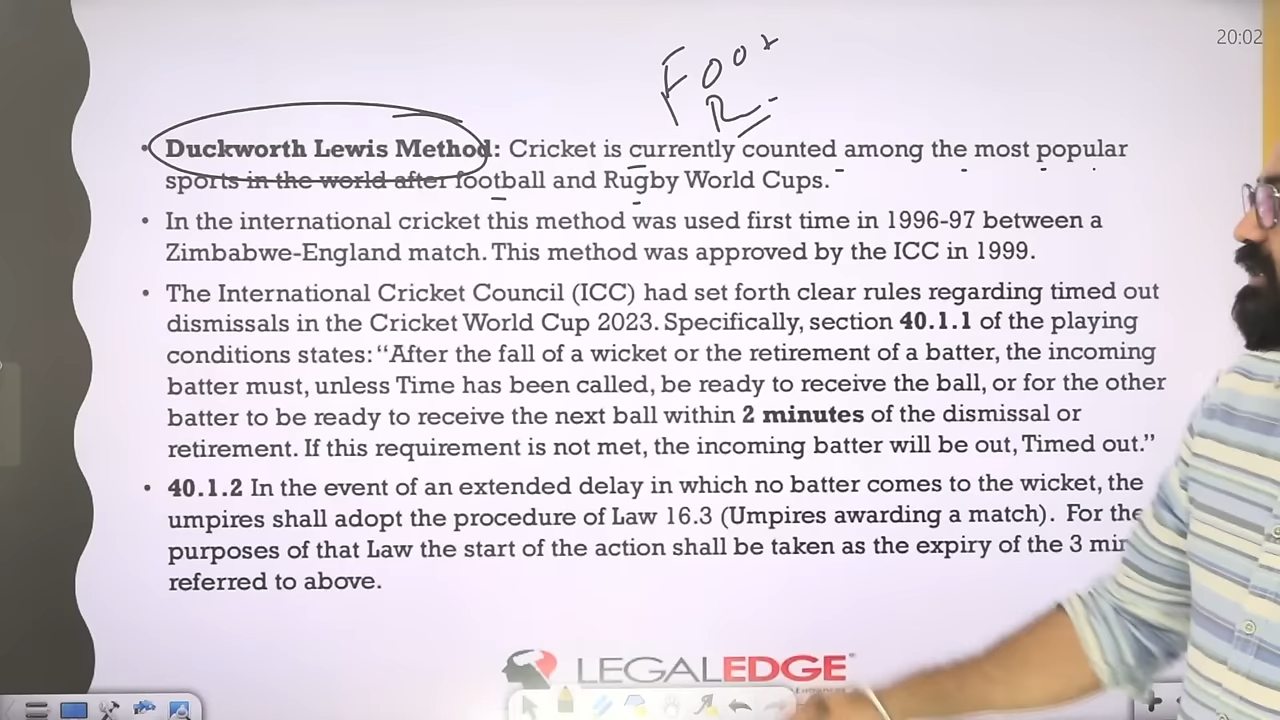 20:02
Foot
R
• Duckworth Lewis Method: Cricket is currently counted among the most popular
sports in the world after football and Rugby World Cups.
• In the international cricket this method was used first time in 1996-97 between a
Zimbabwe-England match. This method was approved by the ICC in 1999.
• The International Cricket Council (ICC) had set forth clear rules regarding timed out
dismissals in the Cricket World Cup 2023. Specifically, section 40.1.1 of the playing
conditions states: “After the fall of a wicket or the retirement of a batter, the incoming
batter must, unless Time has been called, be ready to receive the ball, or for the other
batter to be ready to receive the next ball within 2 minutes of the dismissal or
retirement. If this requirement is not met, the incoming batter will be out, Timed out.”
• 40.1.2 In the event of an extended delay in which no batter comes to the wicket, the
umpires shall adopt the procedure of Law 16.3 (Umpires awarding a match). For the
purposes of that Law the start of the action shall be taken as the expiry of the 3 min
referred to above.
LEGALEDGE